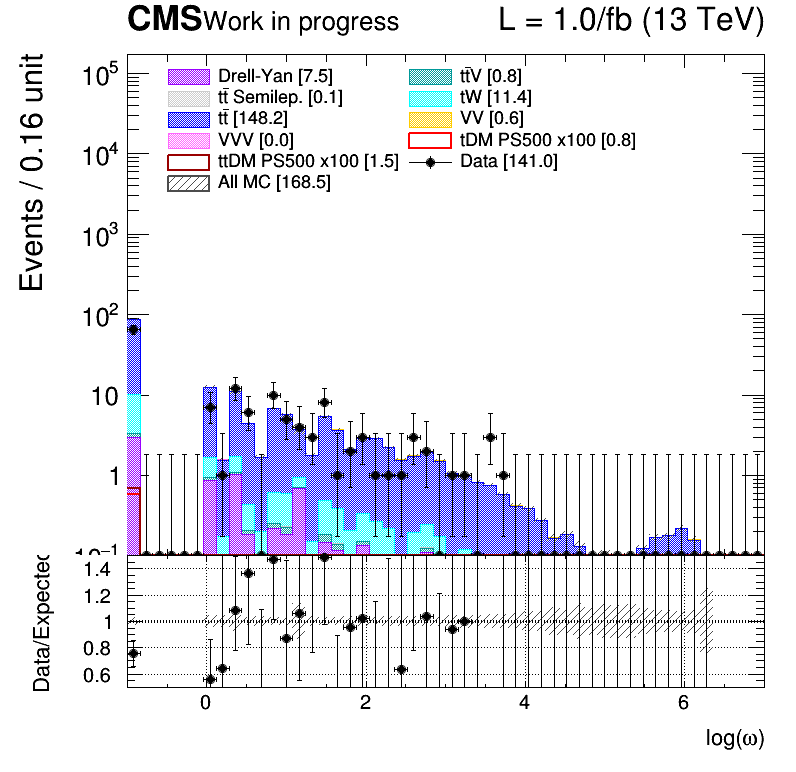 CMS Work in progress L = 1.0/fb (13 TeV)
Drell-Yan [7.5] tt̄V [0.8]
tt̄ Semilep. [0.1] tW [11.4]
tt̄ [148.2] VV [0.6]
VVV [0.0] tDM PS500 x100 [0.8]
ttDM PS500 x100 [1.5] Data [141.0]
All MC [168.5]
Events / 0.16 unit
10⁵
10⁴
10³
10²
10
1
10⁻¹
Data/Expected
1.4
1.2
1
0.8
0.6
0 2 4 6
log(ω)